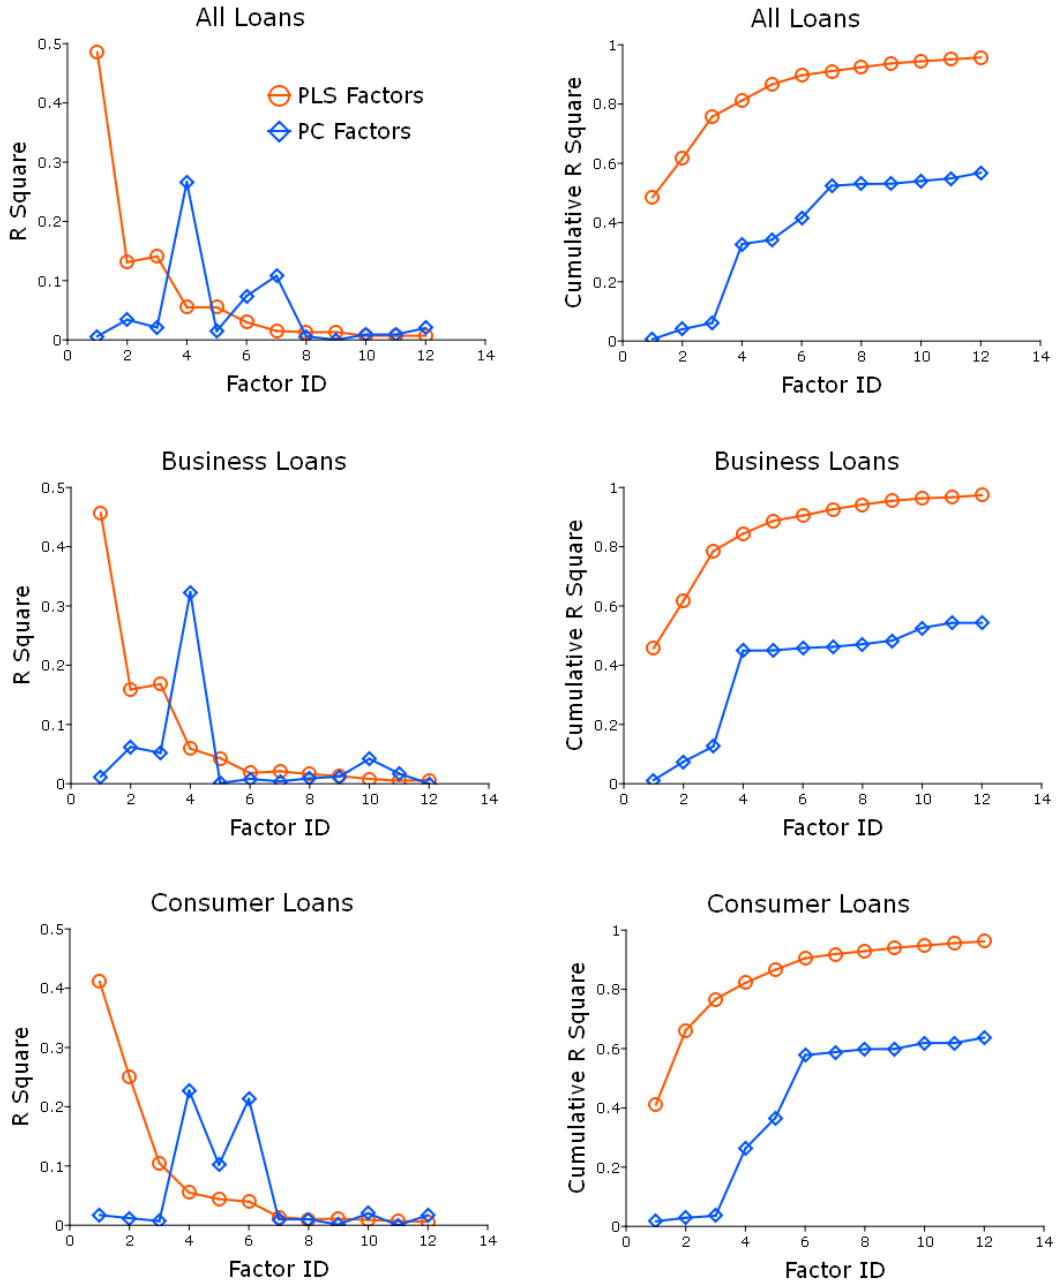 All Loans
0.5
0.4
0.3
0.2
0.1
0
0 2 4 6 8 10 12 14
R Square
Factor ID
PLS Factors
PC Factors
All Loans
1
0.8
0.6
0.4
0.2
0
0 2 4 6 8 10 12 14
Cumulative R Square
Factor ID
Business Loans
0.5
0.4
0.3
0.2
0.1
0
0 2 4 6 8 10 12 14
R Square
Factor ID
Business Loans
1
0.8
0.6
0.4
0.2
0
0 2 4 6 8 10 12 14
Cumulative R Square
Factor ID
Consumer Loans
0.5
0.4
0.3
0.2
0.1
0
0 2 4 6 8 10 12 14
R Square
Factor ID
Consumer Loans
1
0.8
0.6
0.4
0.2
0
0 2 4 6 8 10 12 14
Cumulative R Square
Factor ID